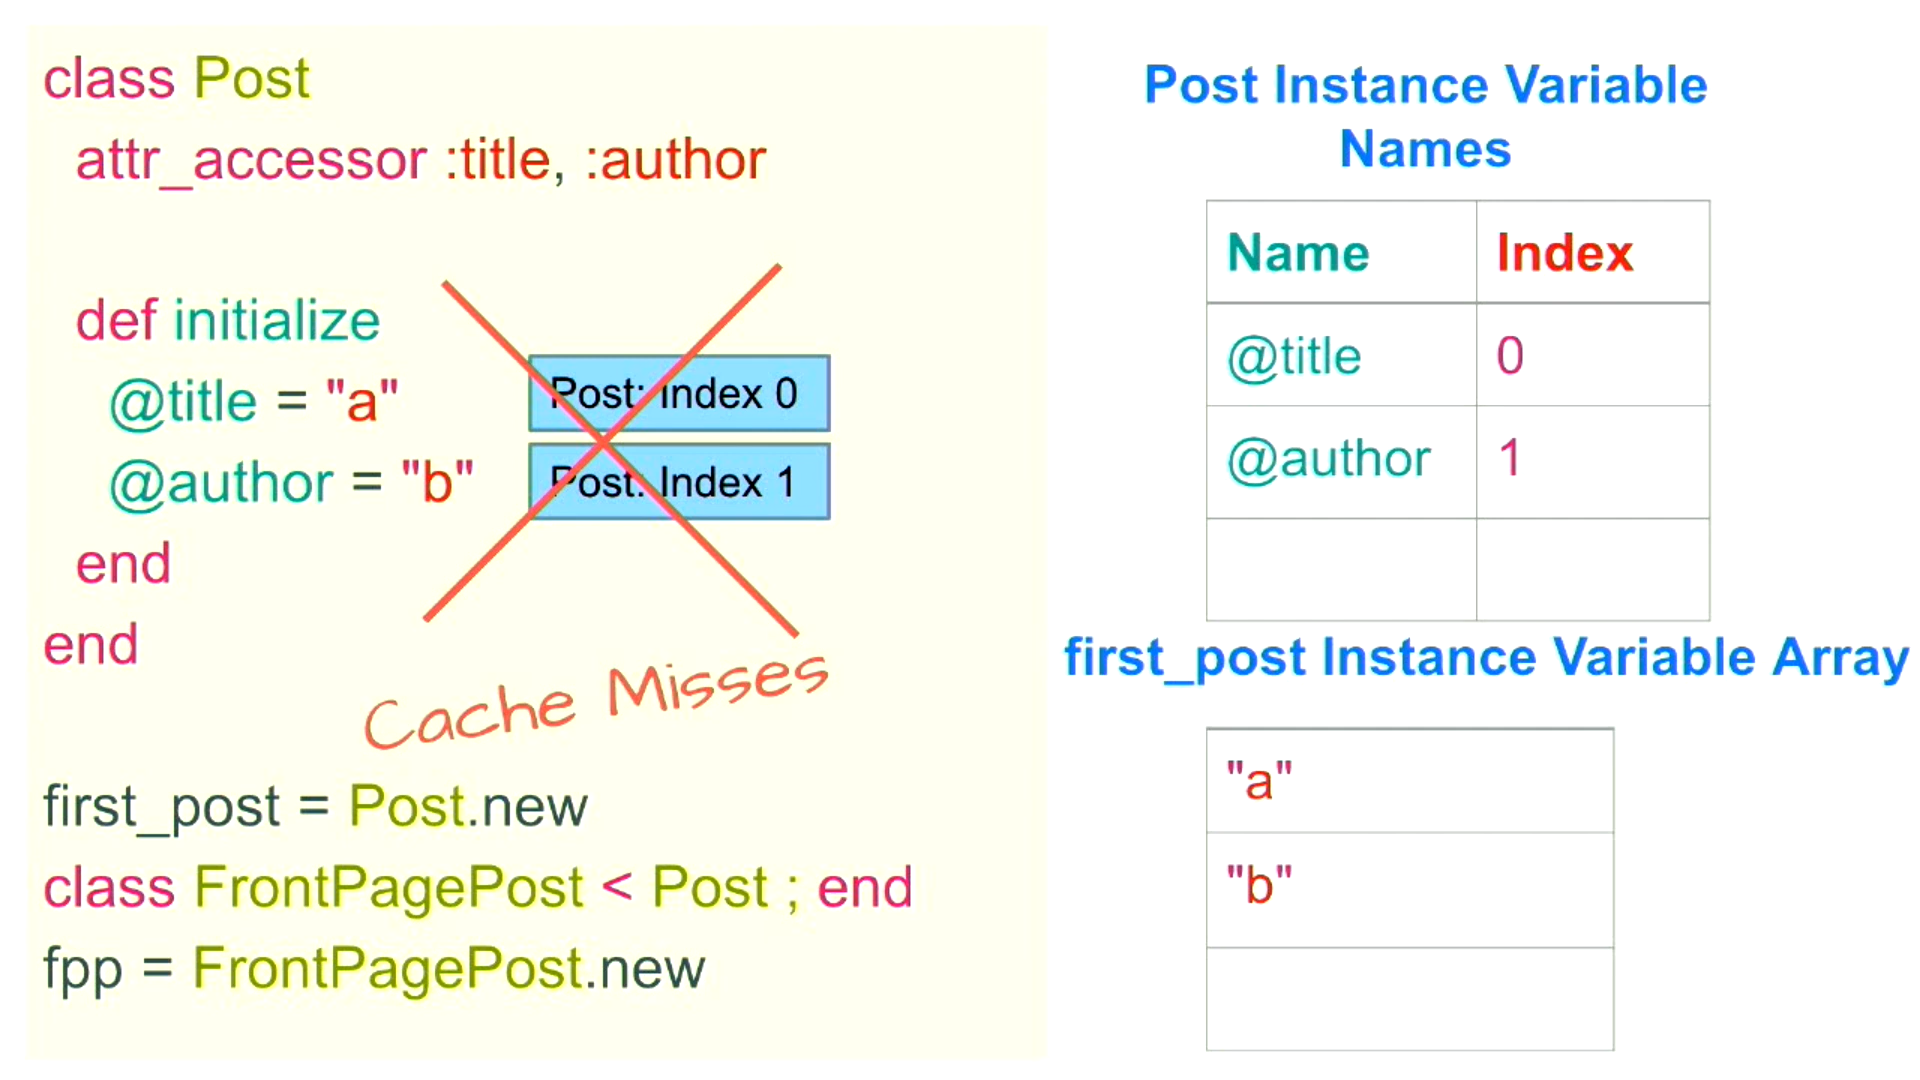 class Post
attr_accessor :title, :author
def initialize
@title = "a"
Post: Index 0
@author = "b"
Post: Index 1
end
end
Cache Misses
first_post = Post.new
class FrontPagePost < Post ; end
fpp = FrontPagePost.new
Post Instance Variable
Names
Name Index
@title 0
@author 1
first_post Instance Variable Array
"a"
"b"